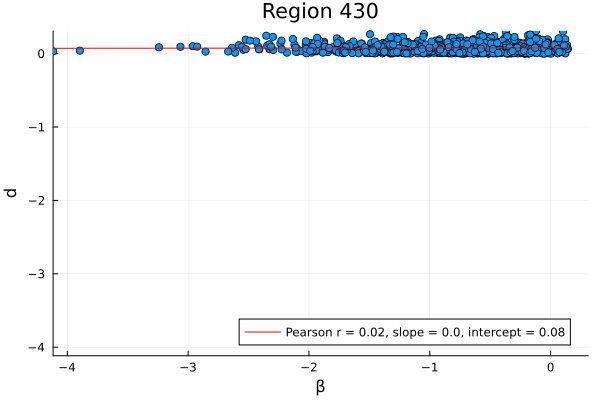 Region 430
0
−1
−2
−3
−4
d
Pearson r = 0.02, slope = 0.0, intercept = 0.08
−4 −3 −2 −1 0
β